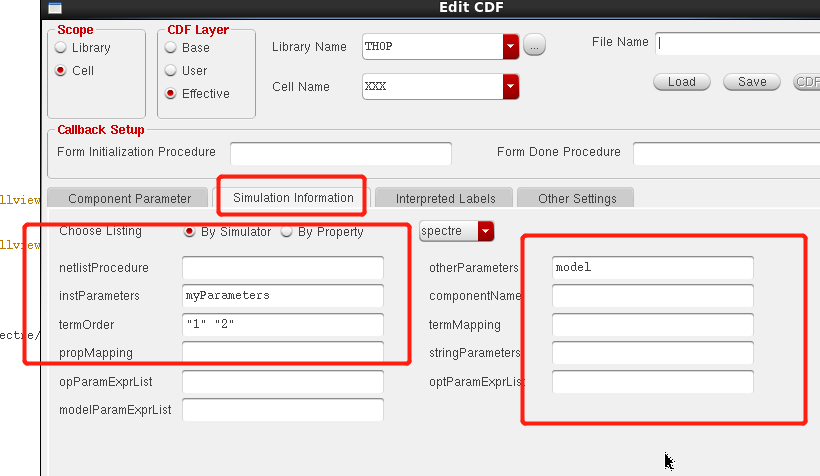 Edit CDF
Scope
Library
Cell
CDF Layer
Base
User
Effective
Library Name THOP ...
Cell Name XXX
File Name
Load Save CDF
Callback Setup
Form Initialization Procedure Form Done Procedure
Component Parameter Simulation Information Interpreted Labels Other Settings
llview
Choose Listing By Simulator By Property spectre
llview
netlistProcedure otherParameters model
instParameters myParameters componentName
termOrder "1" "2" termMapping
ectre/
propMapping stringParameters
opParamExprList optParamExprList
modelParamExprList